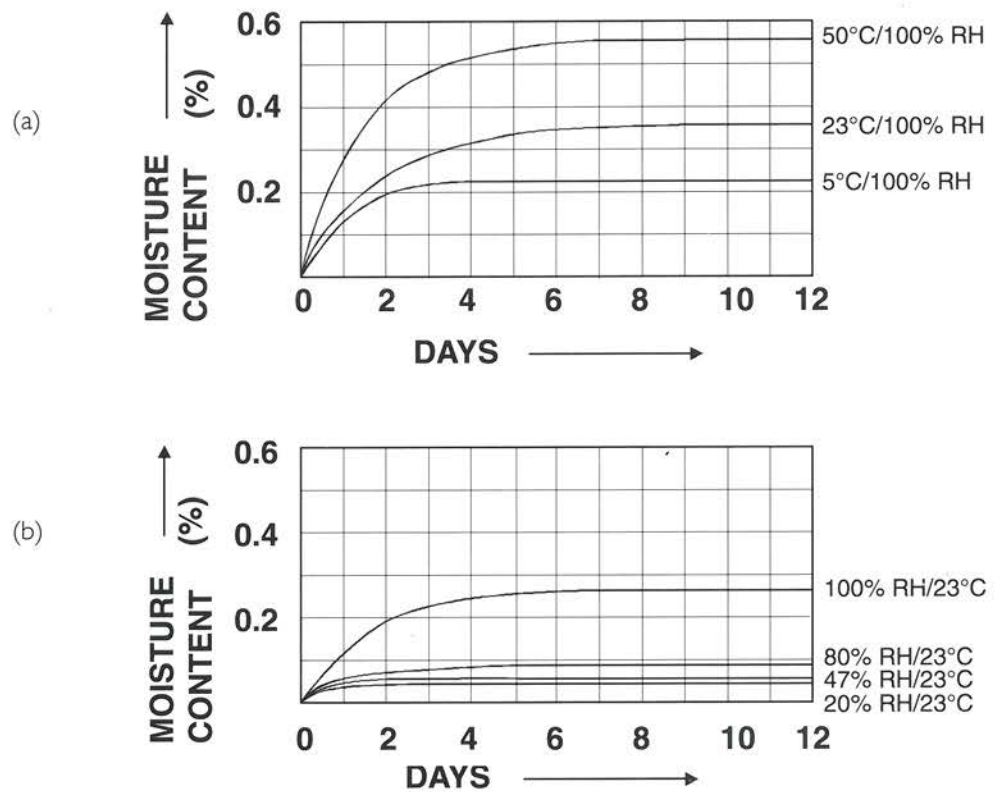 (a)
MOISTURE
CONTENT
(%)
0.6
0.4
0.2
0 2 4 6 8 10 12
DAYS
50°C/100% RH
23°C/100% RH
5°C/100% RH
(b)
MOISTURE
CONTENT
(%)
0.6
0.4
0.2
0 2 4 6 8 10 12
DAYS
100% RH/23°C
80% RH/23°C
47% RH/23°C
20% RH/23°C